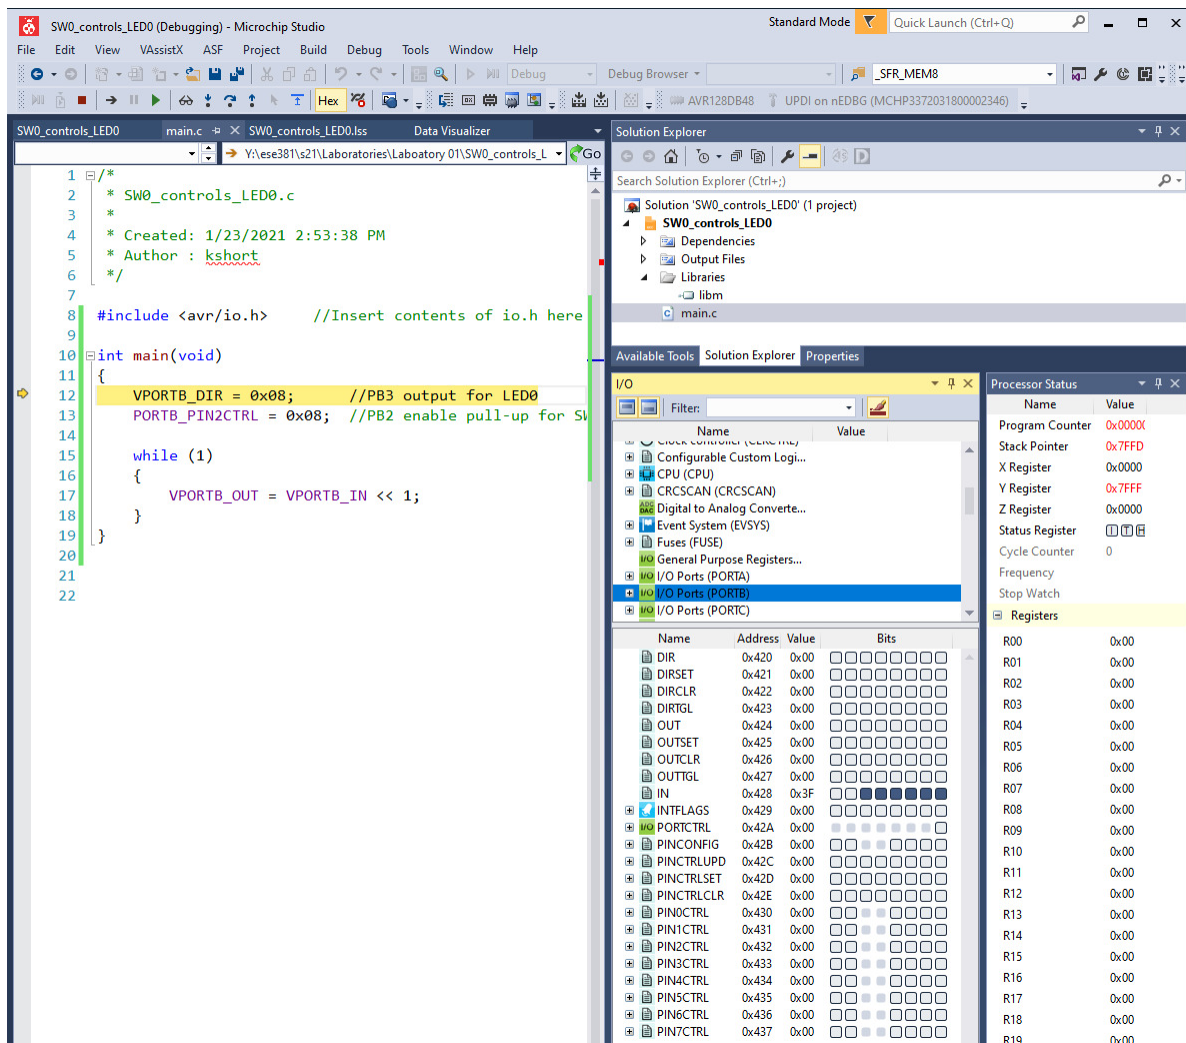 SW0_controls_LED0 (Debugging) - Microchip Studio
Standard Mode
Quick Launch (Ctrl+Q)
File Edit View VAssistX ASF Project Build Debug Tools Window Help
Debug
Debug Browser
_SFR_MEM8
Hex
AVR128DB48
UPDI on nEDBG (MCHP3372031800002346)
SW0_controls_LED0 main.c SW0_controls_LED0.lss Data Visualizer
Y:\ese381\s21\Laboratories\Laboatory 01\SW0_controls_L
Go
1 /*
2 * SW0_controls_LED0.c
3 *
4 * Created: 1/23/2021 2:53:38 PM
5 * Author : kshort
6 */
7
8 #include <avr/io.h> //Insert contents of io.h here
9
10 int main(void)
11 {
12 VPORTB_DIR = 0x08; //PB3 output for LED0
13 PORTB_PIN2CTRL = 0x08; //PB2 enable pull-up for SW
14
15 while (1)
16 {
17 VPORTB_OUT = VPORTB_IN << 1;
18 }
19 }
20
21
22
Solution Explorer
Search Solution Explorer (Ctrl+;)
Solution 'SW0_controls_LED0' (1 project)
SW0_controls_LED0
Dependencies
Output Files
Libraries
libm
main.c
Available Tools Solution Explorer Properties
I/O
Filter:
Name Value
Clock controller (CLKCTRL)
Configurable Custom Logi...
CPU (CPU)
CRCSCAN (CRCSCAN)
Digital to Analog Converte...
Event System (EVSYS)
Fuses (FUSE)
General Purpose Registers...
I/O Ports (PORTA)
I/O Ports (PORTB)
I/O Ports (PORTC)
Name Address Value Bits
DIR 0x420 0x00
DIRSET 0x421 0x00
DIRCLR 0x422 0x00
DIRTGL 0x423 0x00
OUT 0x424 0x00
OUTSET 0x425 0x00
OUTCLR 0x426 0x00
OUTTGL 0x427 0x00
IN 0x428 0x3F
INTFLAGS 0x429 0x00
PORTCTRL 0x42A 0x00
PINCONFIG 0x42B 0x00
PINCTRLUPD 0x42C 0x00
PINCTRLSET 0x42D 0x00
PINCTRLCLR 0x42E 0x00
PIN0CTRL 0x430 0x00
PIN1CTRL 0x431 0x00
PIN2CTRL 0x432 0x00
PIN3CTRL 0x433 0x00
PIN4CTRL 0x434 0x00
PIN5CTRL 0x435 0x00
PIN6CTRL 0x436 0x00
PIN7CTRL 0x437 0x00
Processor Status
Name Value
Program Counter 0x0000
Stack Pointer 0x7FFD
X Register 0x0000
Y Register 0x7FFF
Z Register 0x0000
Status Register I T H
Cycle Counter 0
Frequency
Stop Watch
Registers
R00 0x00
R01 0x00
R02 0x00
R03 0x00
R04 0x00
R05 0x00
R06 0x00
R07 0x00
R08 0x00
R09 0x00
R10 0x00
R11 0x00
R12 0x00
R13 0x00
R14 0x00
R15 0x00
R16 0x00
R17 0x00
R18 0x00
R19 0x00